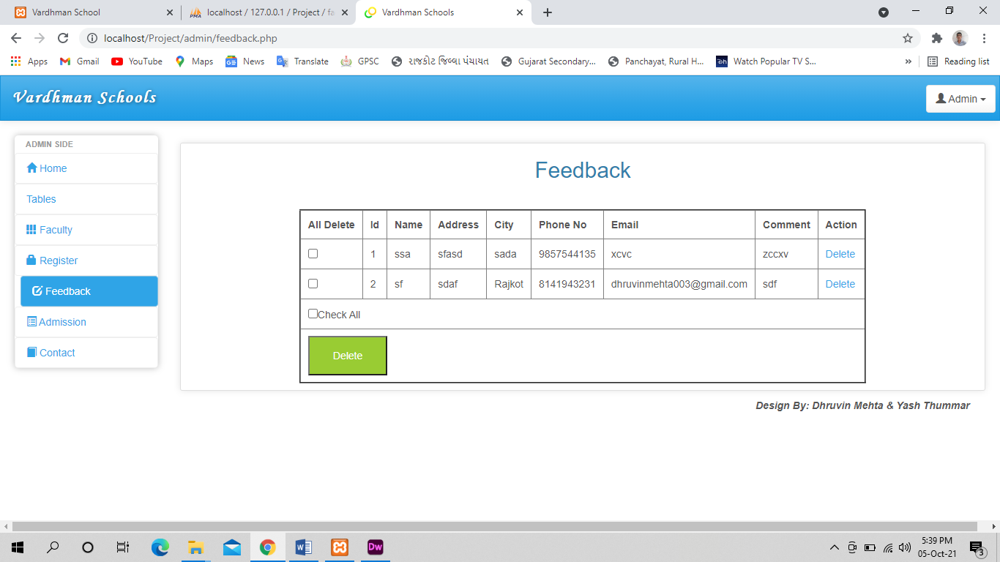 Vardhman School
localhost / 127.0.0.1 / Project / fa
Vardhman Schools
localhost/Project/admin/feedback.php
Apps Gmail YouTube Maps News Translate GPSC રાજકોટ જિલ્લા પંચાયત Gujarat Secondary... Panchayat, Rural H... Dh Watch Popular TV S... » Reading list
Vardhman Schools
Admin
ADMIN SIDE
Home
Tables
Faculty
Register
Feedback
Admission
Contact
Feedback
All Delete Id Name Address City Phone No Email Comment Action
1 ssa sfasd sada 9857544135 xcvc zccxv Delete
2 sf sdaf Rajkot 8141943231 dhruvinmehta003@gmail.com sdf Delete
Check All
Delete
Design By: Dhruvin Mehta & Yash Thummar
5:39 PM
05-Oct-21
3